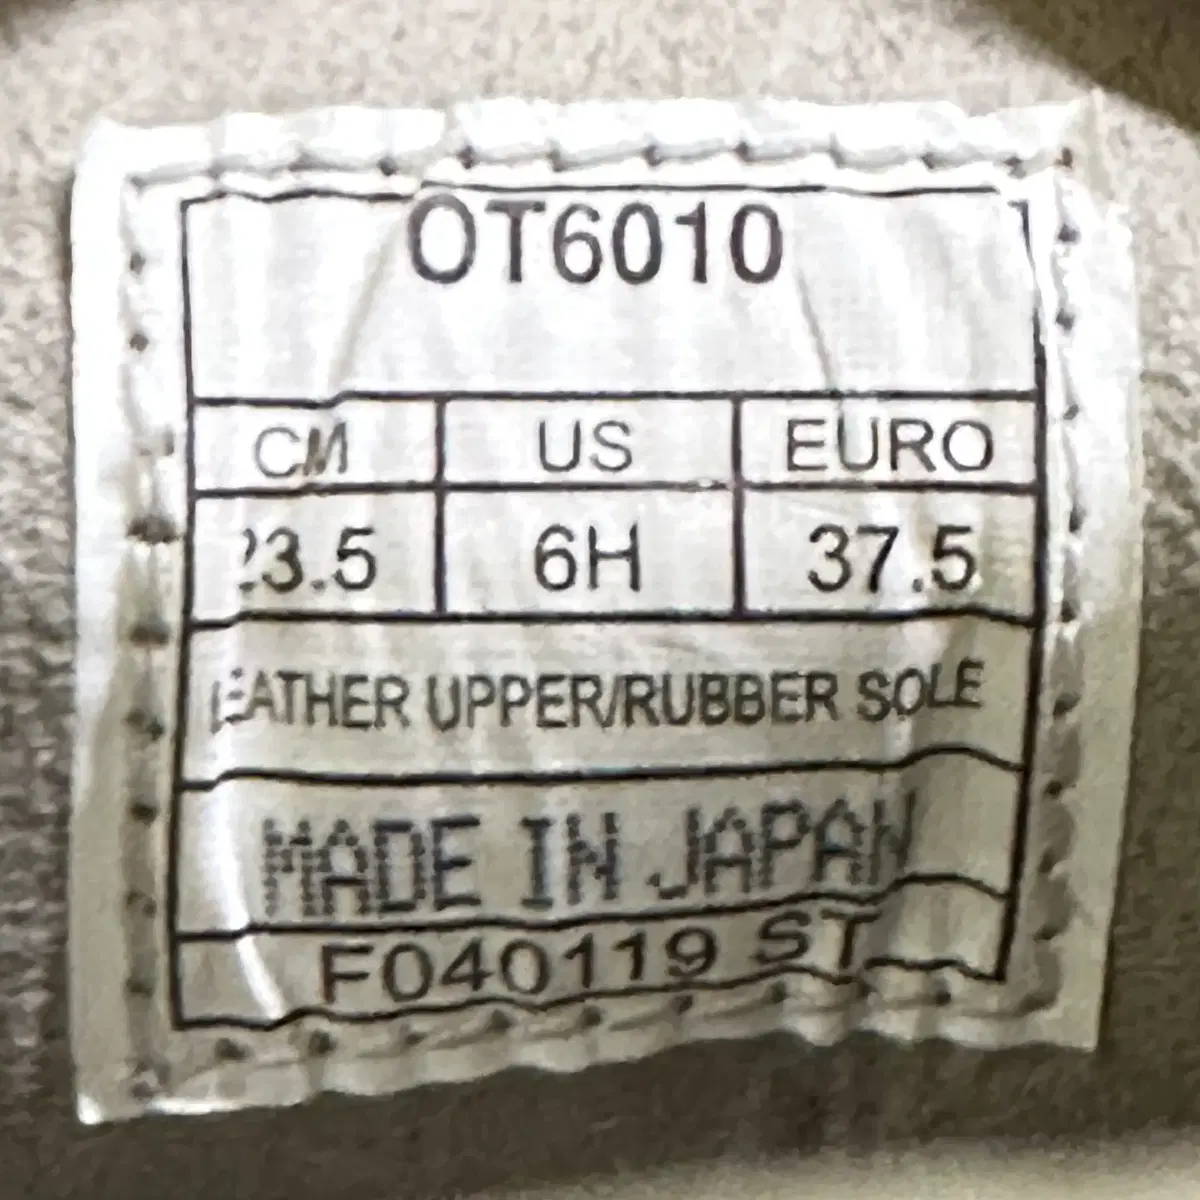 OT6010
CM US EURO
23.5 6H 37.5
LEATHER UPPER/RUBBER SOLE
MADE IN JAPAN
F040119 ST